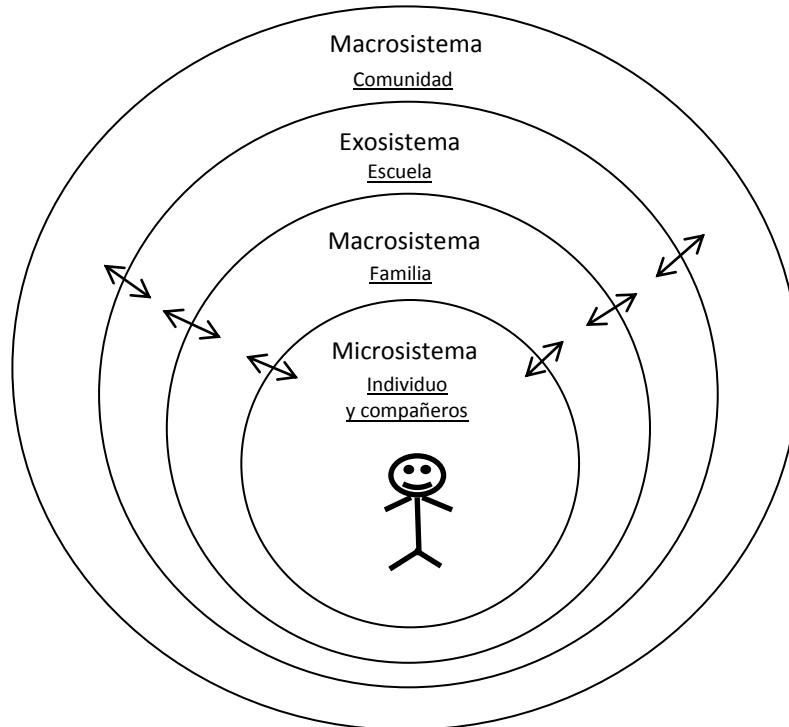 Macrosistema
Comunidad
Exosistema
Escuela
Macrosistema
Familia
Microsistema
Individuo
y compañeros